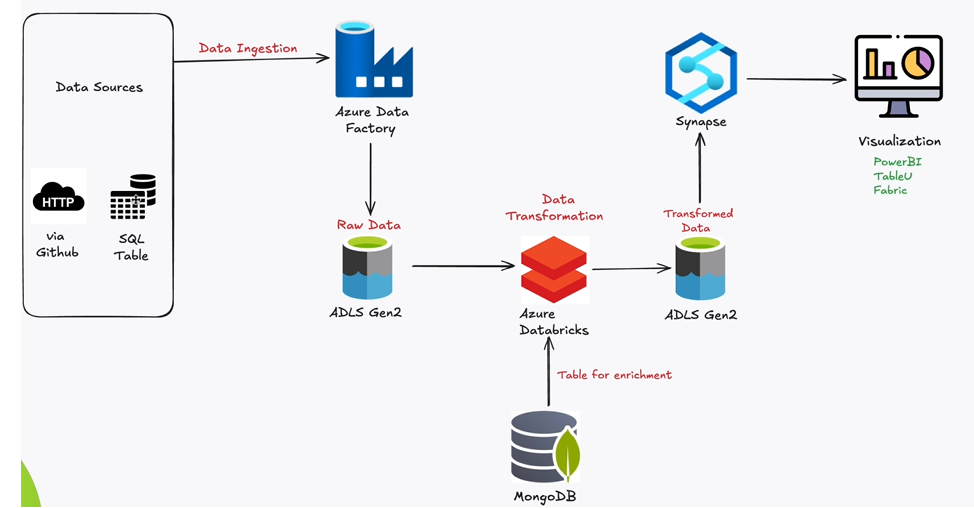 Data Sources
HTTP
via
Github
SQL
Table
Data Ingestion
Azure Data
Factory
Raw Data
ADLS Gen2
Data
Transformation
Azure
Databricks
Table for enrichment
MongoDB
Transformed
Data
ADLS Gen2
Synapse
Visualization
PowerBI
TableU
Fabric